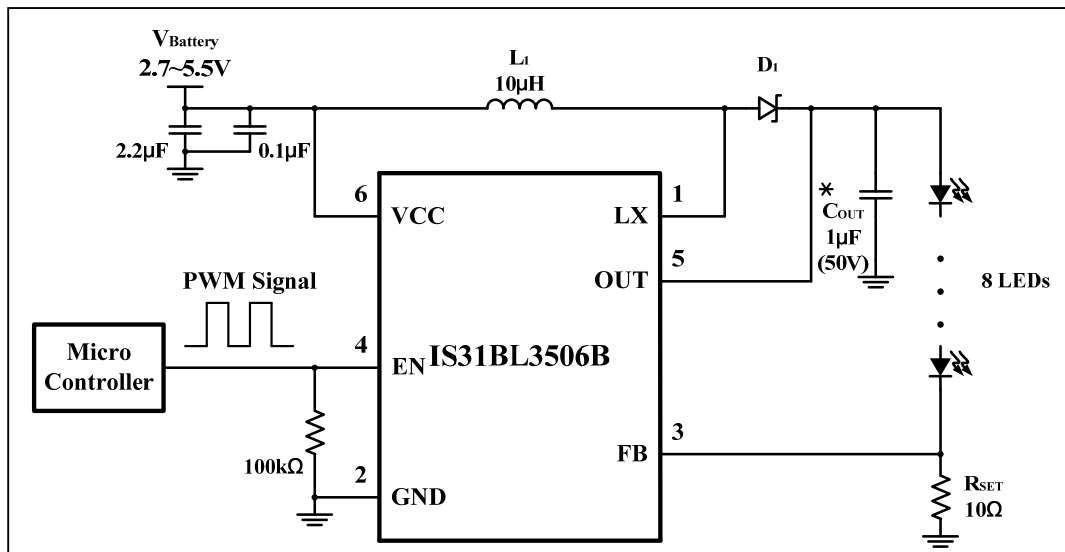 VBattery
2.7~5.5V
L1
10µH
D1
2.2µF
0.1µF
6
VCC
1
LX
*
COUT
1µF
(50V)
5
OUT
8 LEDs
PWM Signal
Micro
Controller
4
EN
IS31BL3506B
3
FB
100kΩ
2
GND
RSET
10Ω